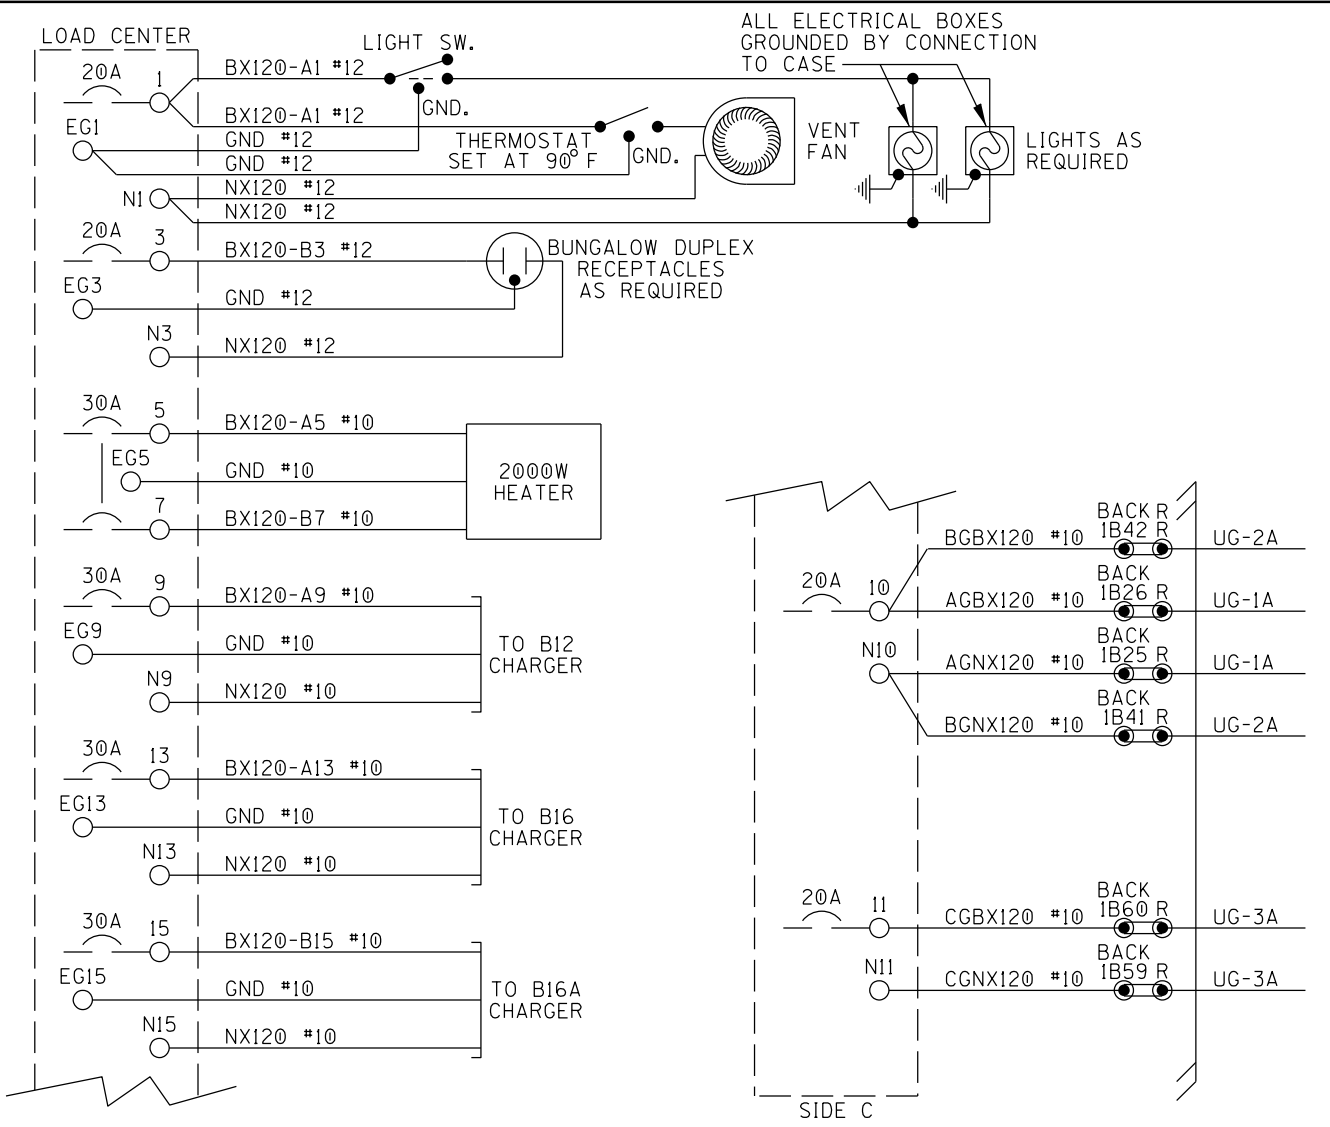 LOAD CENTER
20A
1
BX120-A1 #12
LIGHT SW.
GND.
ALL ELECTRICAL BOXES
GROUNDED BY CONNECTION
TO CASE
EG1
BX120-A1 #12
GND #12
GND #12
THERMOSTAT
SET AT 90° F
GND.
VENT
FAN
LIGHTS AS
REQUIRED
N1
NX120 #12
NX120 #12
20A
3
BX120-B3 #12
BUNGALOW DUPLEX
RECEPTACLES
AS REQUIRED
EG3
GND #12
N3
NX120 #12
30A
5
BX120-A5 #10
EG5
GND #10
7
BX120-B7 #10
2000W
HEATER
30A
9
BX120-A9 #10
EG9
GND #10
N9
NX120 #10
TO B12
CHARGER
30A
13
BX120-A13 #10
EG13
GND #10
N13
NX120 #10
TO B16
CHARGER
30A
15
BX120-B15 #10
EG15
GND #10
N15
NX120 #10
TO B16A
CHARGER
BACK R
BGBX120 #10
1B42 R
UG-2A
20A
10
BACK
AGBX120 #10
1B26 R
UG-1A
N10
BACK
AGNX120 #10
1B25 R
UG-1A
BACK
BGNX120 #10
1B41 R
UG-2A
20A
11
BACK
CGBX120 #10
1B60 R
UG-3A
N11
BACK
CGNX120 #10
1B59 R
UG-3A
SIDE C